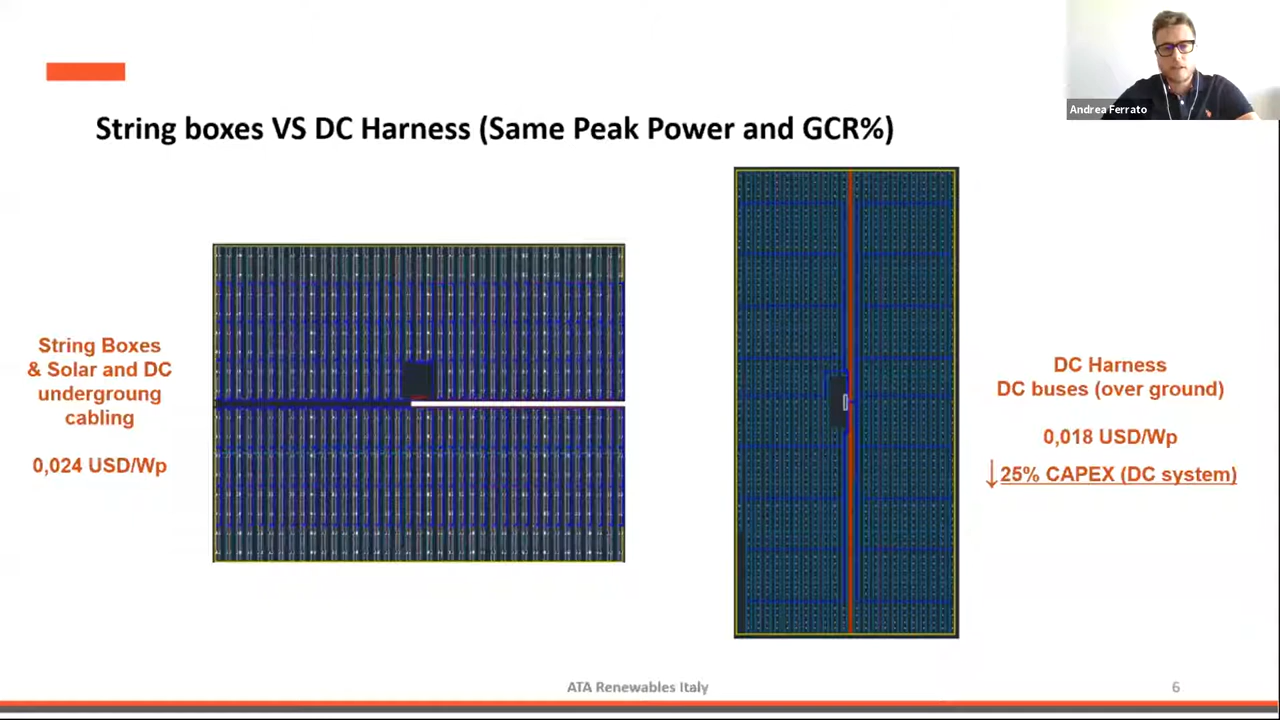 Andrea Ferrato
String boxes VS DC Harness (Same Peak Power and GCR%)
String Boxes
& Solar and DC
undergroung
cabling
0,024 USD/Wp
DC Harness
DC buses (over ground)
0,018 USD/Wp
↓25% CAPEX (DC system)
ATA Renewables Italy
6